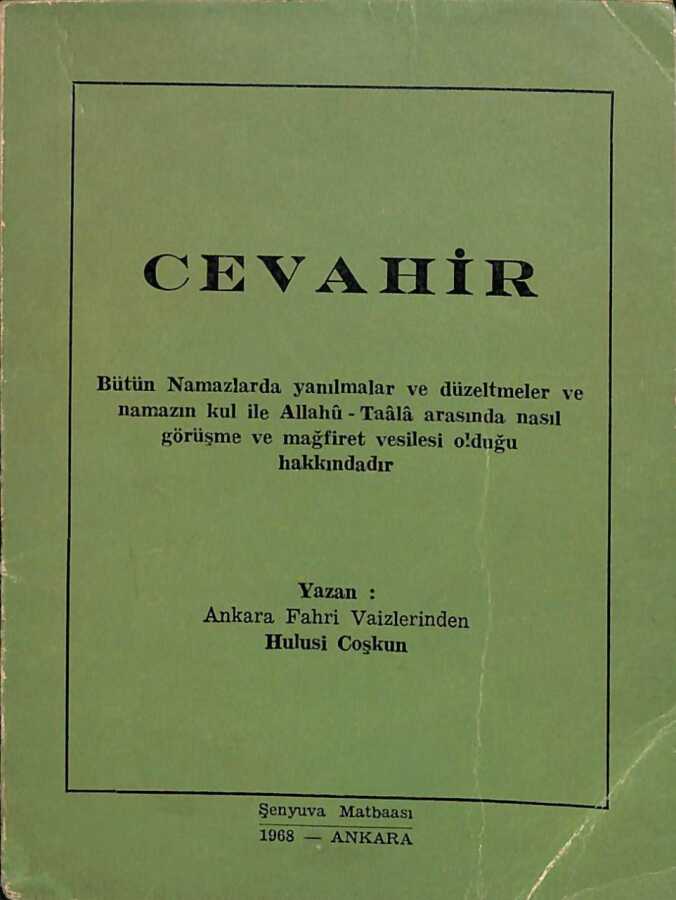 CEVAHİR
Bütün Namazlarda yanılmalar ve düzeltmeler ve
namazın kul ile Allahû - Taâlâ arasında nasıl
görüşme ve mağfiret vesilesi olduğu
hakkındadır
Yazan :
Ankara Fahri Vaizlerinden
Hulusi Coşkun
Şenyuva Matbaası
1968 — ANKARA